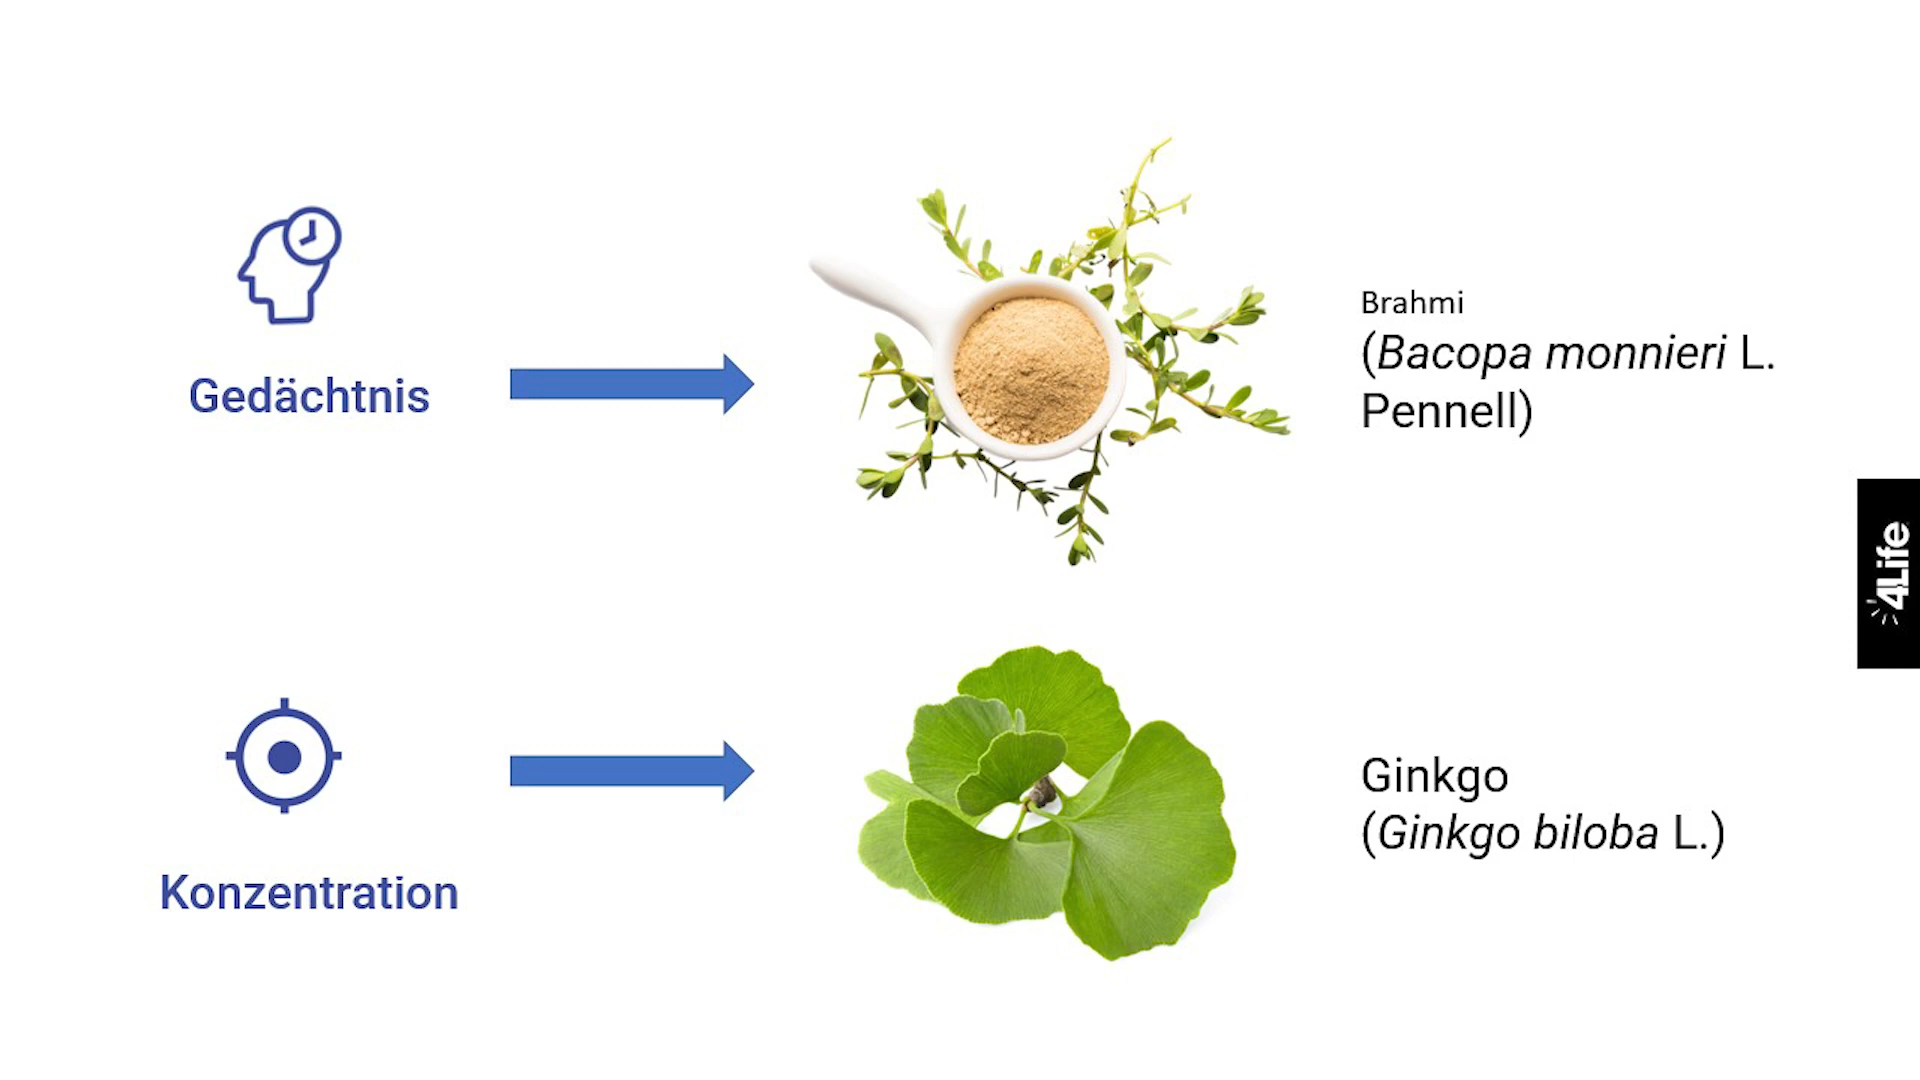 Gedächtnis
Brahmi
(Bacopa monnieri L.
Pennell)
4Life
Konzentration
Ginkgo
(Ginkgo biloba L.)